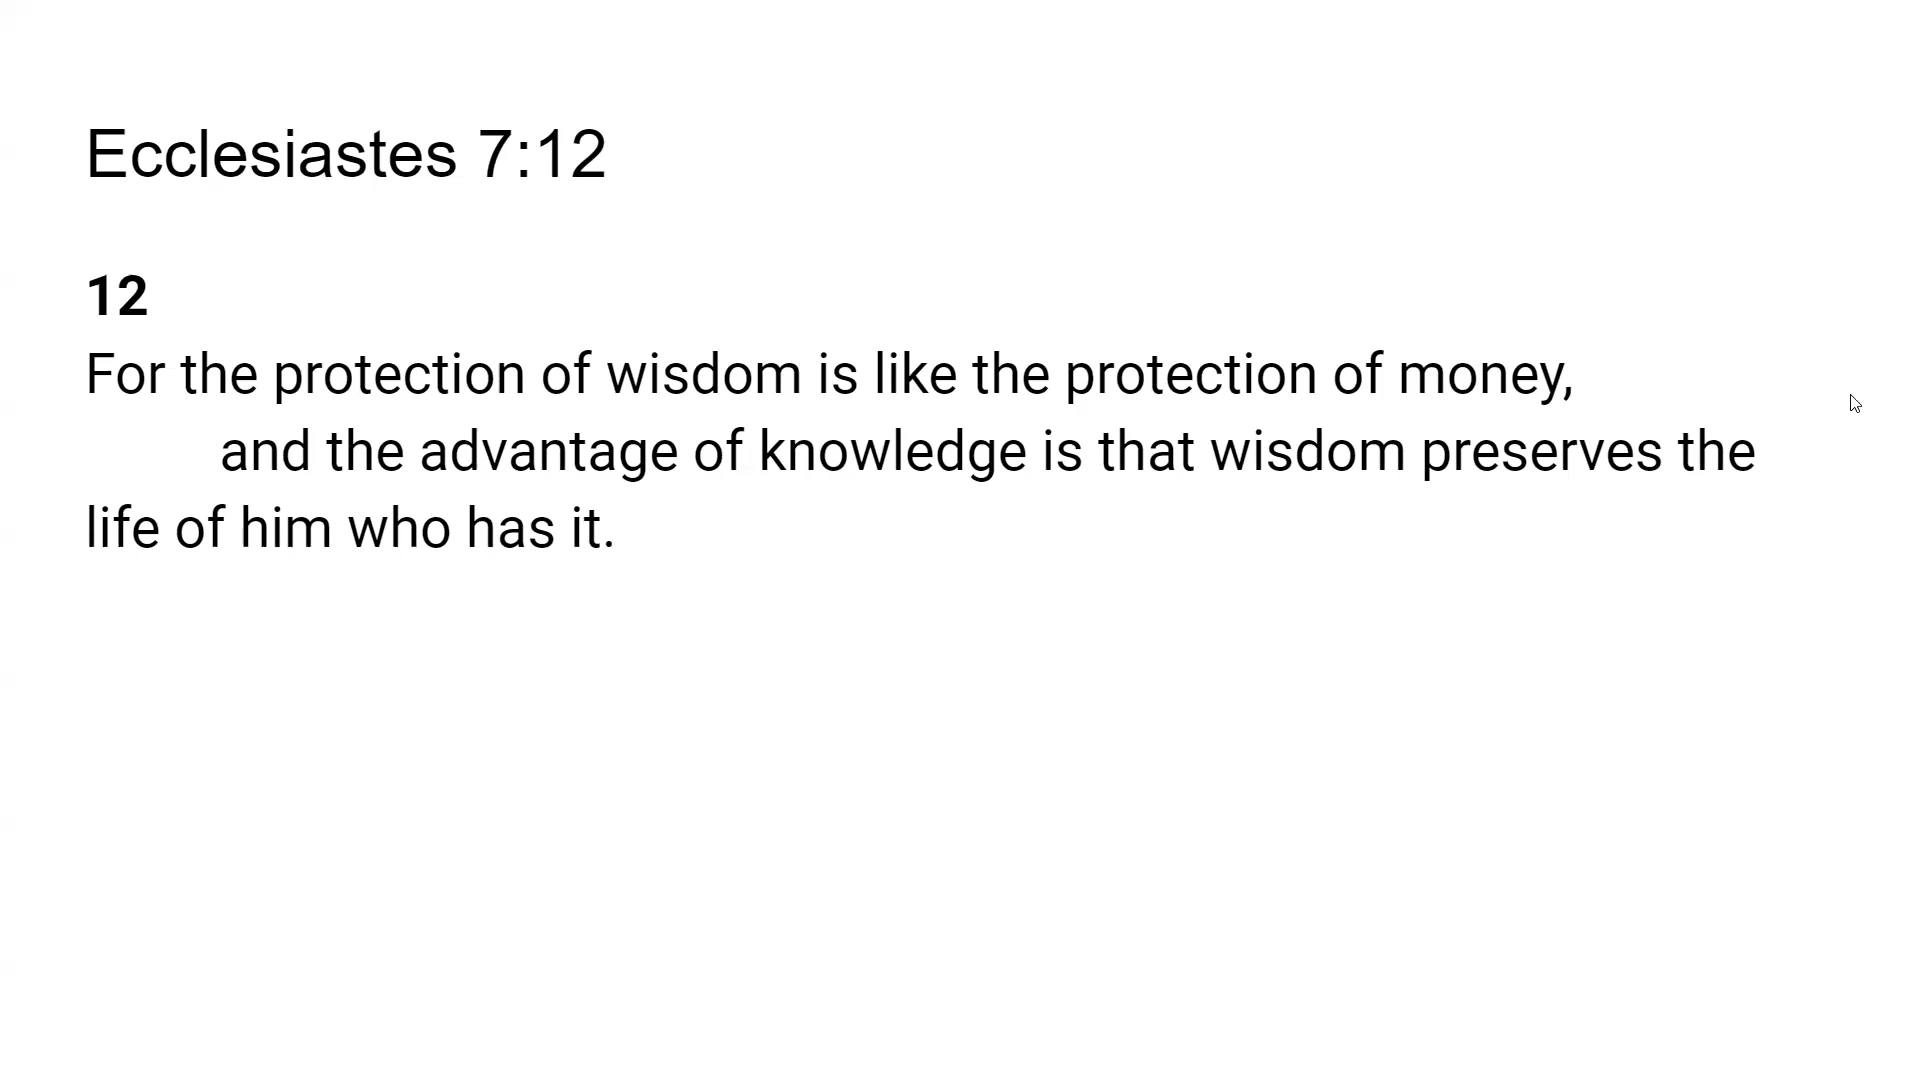 Ecclesiastes 7:12
12
For the protection of wisdom is like the protection of money,
and the advantage of knowledge is that wisdom preserves the
life of him who has it.